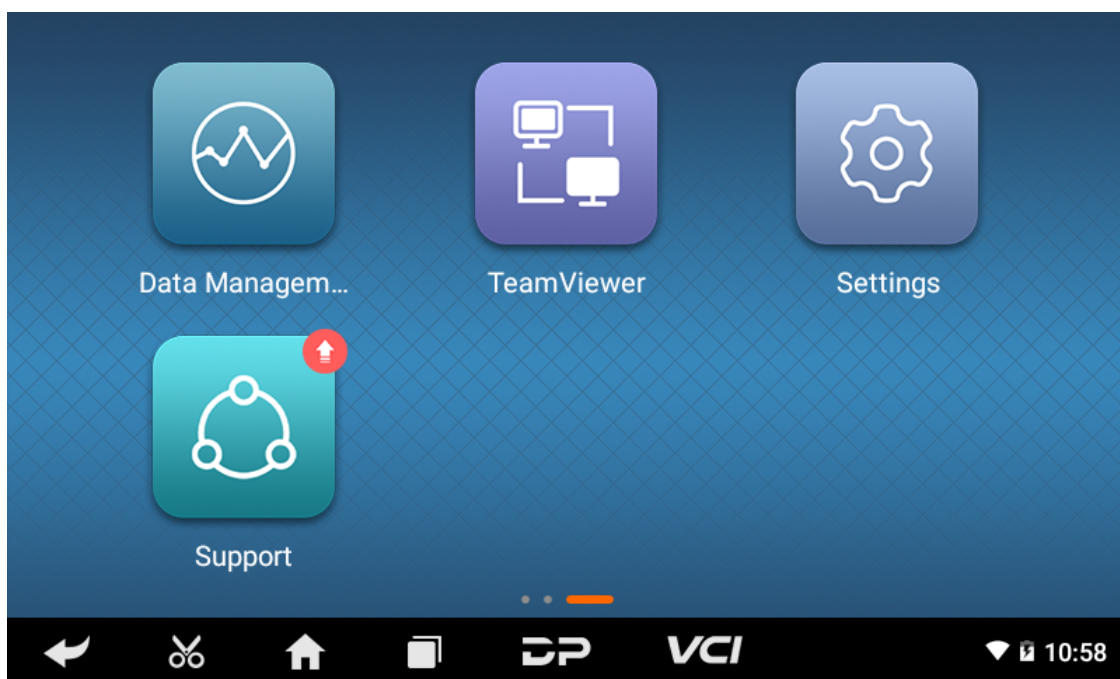 Data Managem...
TeamViewer
Settings
Support
DP
VCI
10:58